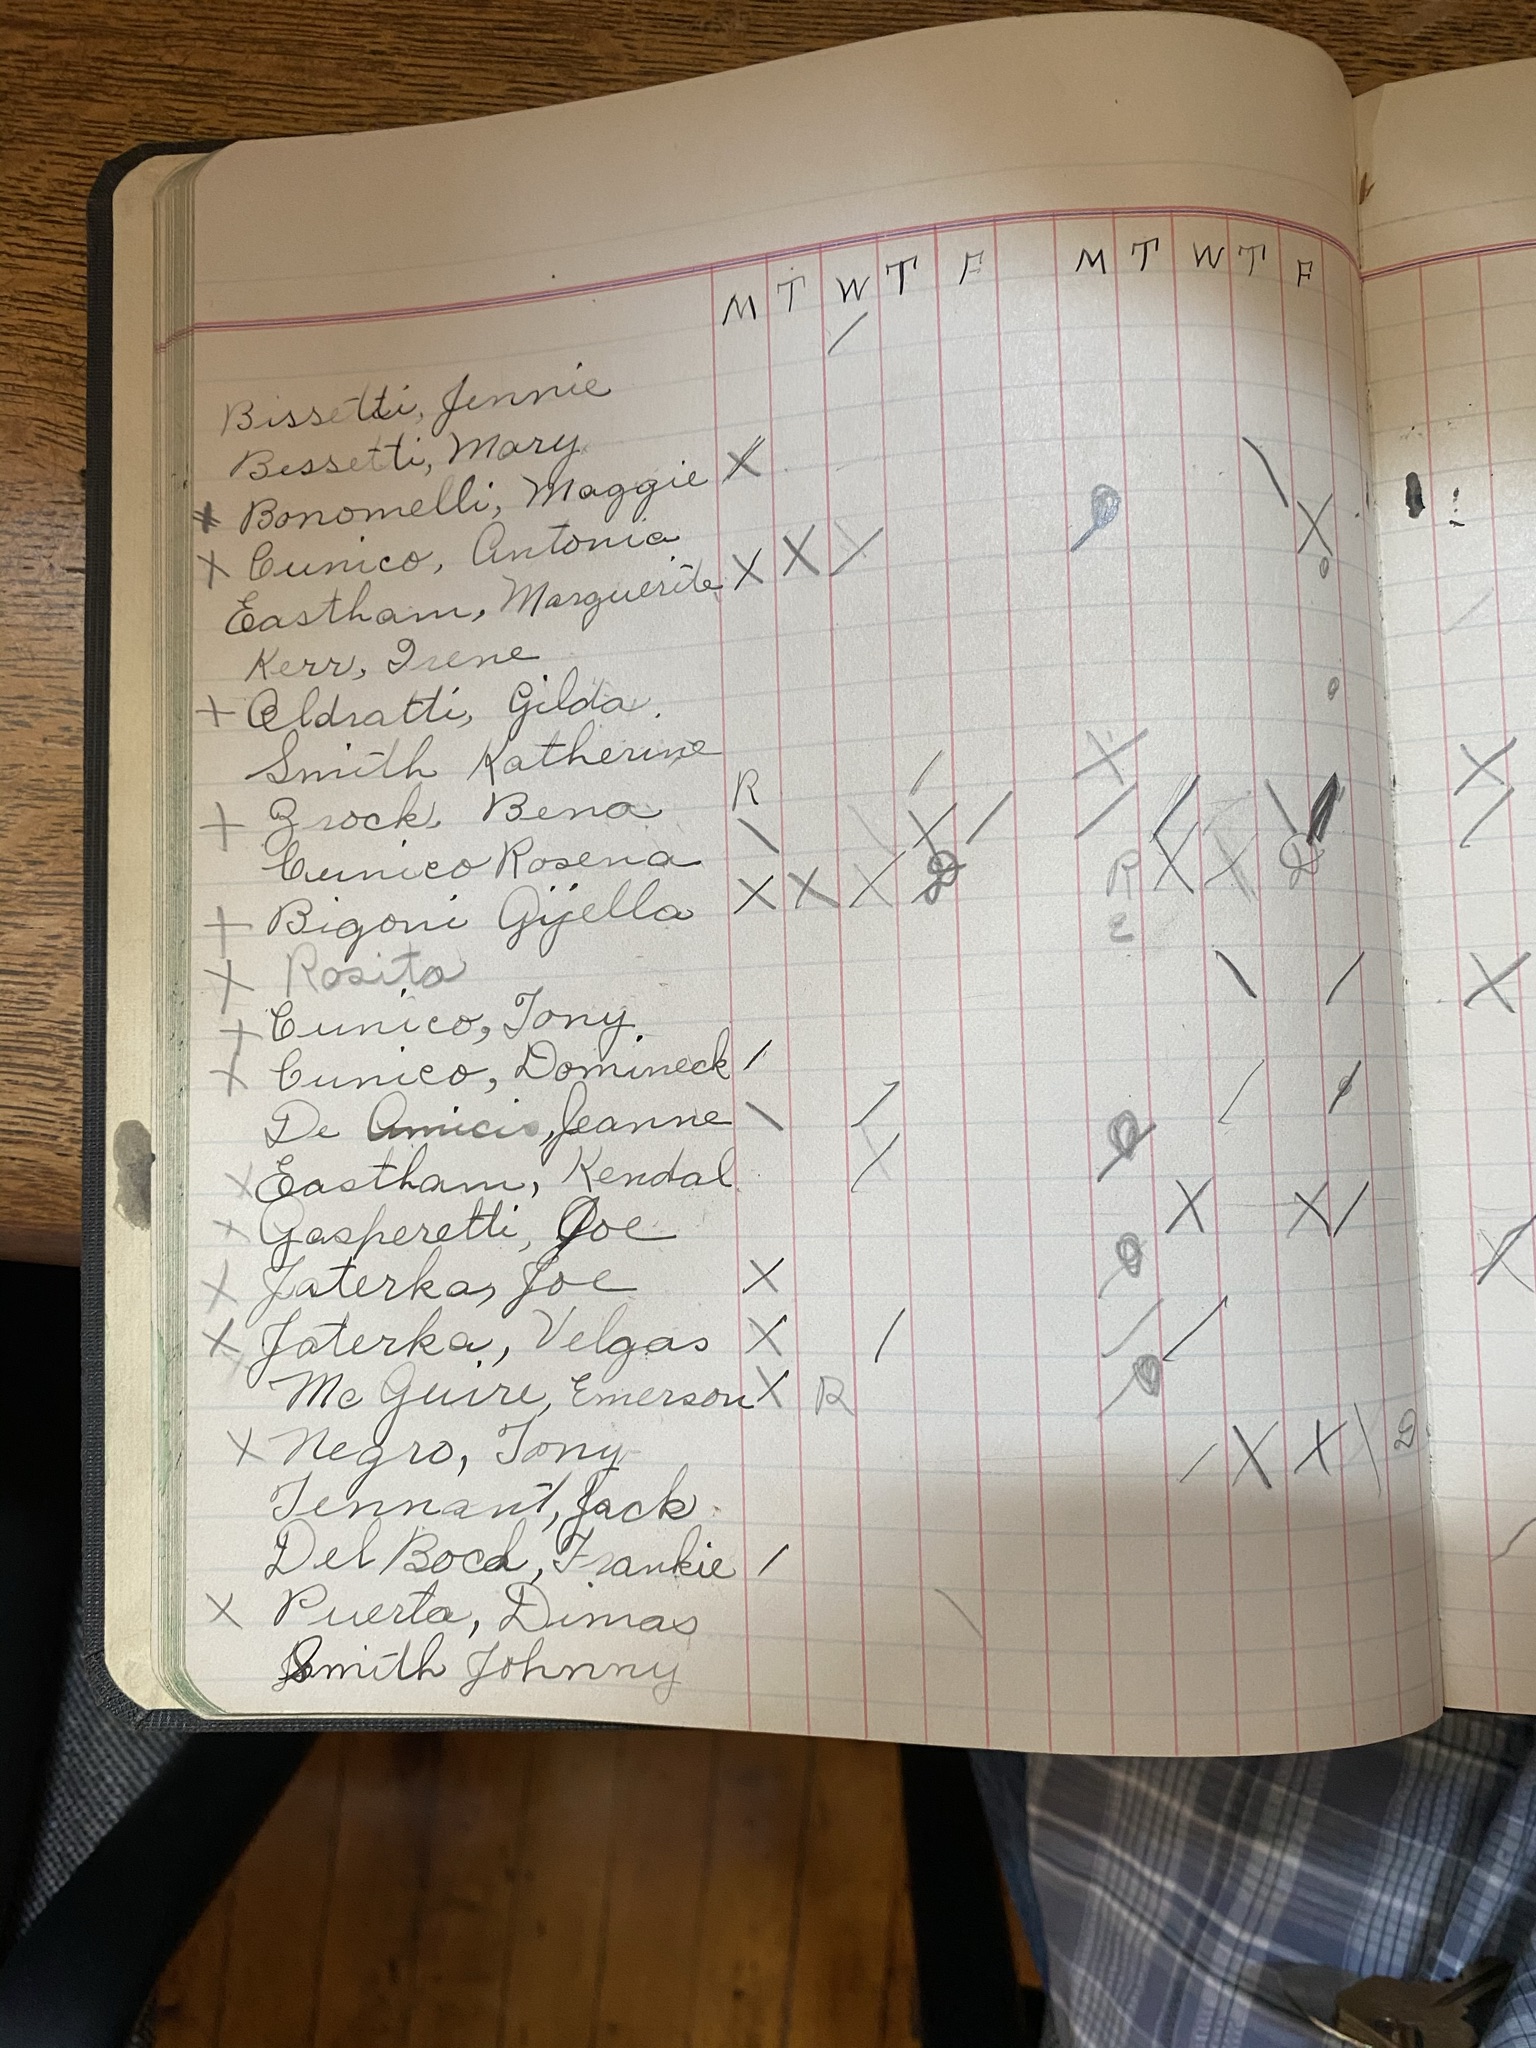 M T W T F M T W T F
/
Bissetti, Jennie
Bessetti, Mary
Bonomelli, Maggie X \
X Cunico, Antonia X
Eastham, Marguerite X X X
Kerr, Irene
+ Oldratti, Gilda.
Smith Katherine / X X
+ Brock, Bena R
Cunico Rosena \ X / / / \ /
+ Bigoni Gijella X X X D R X X D
X Rosita E
+ Cunico, Tony \ / X
X Cunico, Domineck /
De Amicis, Jeanne \ / /
X Eastham, Kendal X
X Gasperetti, Joe X X /
X Jaterka, Joe X X
X Jaterka, Velgas X / / /
McGuire, Emerson X R
X Negro, Tony / X X \ D
Tennant, Jack
Del Boca, Frankie /
X Puerta, Dimas \
Smith Johnny